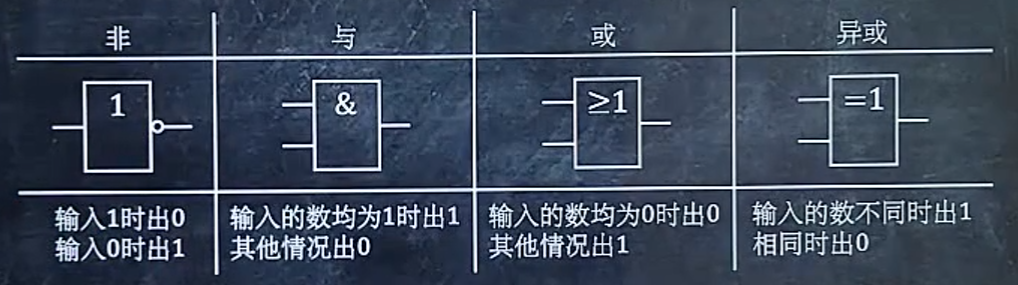 非
与
或
异或
1
&
≥1
=1
输入1时出0
输入0时出1
输入的数均为1时出1
其他情况出0
输入的数均为0时出0
其他情况出1
输入的数不同时出1
相同时出0